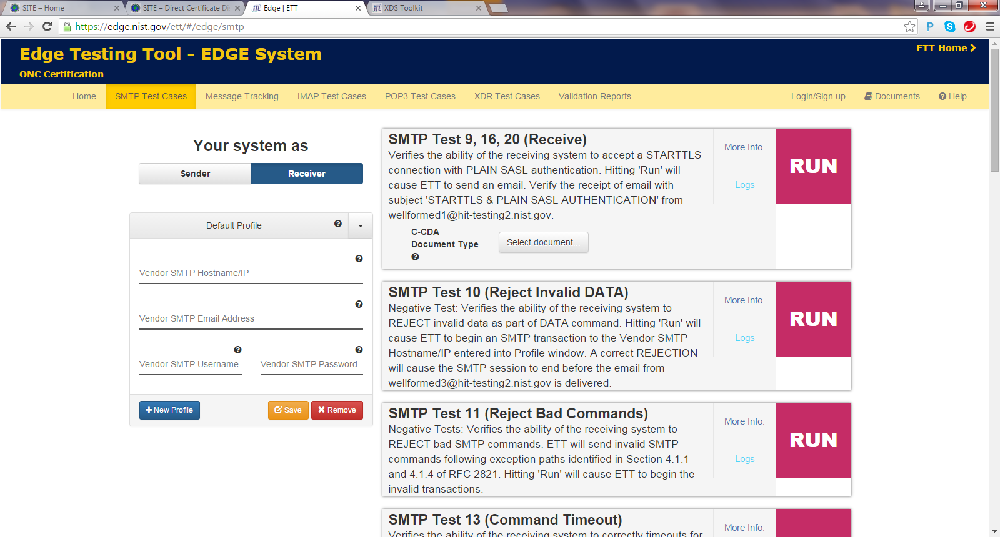 SITE – Home
SITE – Direct Certificate Di
Edge | ETT
XDS Toolkit
https://edge.nist.gov/ett/#/edge/smtp
Edge Testing Tool - EDGE System
ETT Home
ONC Certification
Home
SMTP Test Cases
Message Tracking
IMAP Test Cases
POP3 Test Cases
XDR Test Cases
Validation Reports
Login/Sign up
Documents
Help
Your system as
Sender
Receiver
Default Profile
Vendor SMTP Hostname/IP
Vendor SMTP Email Address
Vendor SMTP Username
Vendor SMTP Password
New Profile
Save
Remove
SMTP Test 9, 16, 20 (Receive)
Verifies the ability of the receiving system to accept a STARTTLS
connection with PLAIN SASL authentication. Hitting 'Run' will
cause ETT to send an email. Verify the receipt of email with
subject 'STARTTLS & PLAIN SASL AUTHENTICATION' from
wellformed1@hit-testing2.nist.gov.
C-CDA
Document Type
Select document...
More Info.
Logs
RUN
SMTP Test 10 (Reject Invalid DATA)
Negative Test: Verifies the ability of the receiving system to
REJECT invalid data as part of DATA command. Hitting 'Run' will
cause ETT to begin an SMTP transaction to the Vendor SMTP
Hostname/IP entered into Profile window. A correct REJECTION
will cause the SMTP session to end before the email from
wellformed3@hit-testing2.nist.gov is delivered.
More Info.
Logs
RUN
SMTP Test 11 (Reject Bad Commands)
Negative Tests: Verifies the ability of the receiving system to
REJECT bad SMTP commands. ETT will send invalid SMTP
commands following exception paths identified in Section 4.1.1
and 4.1.4 of RFC 2821. Hitting 'Run' will cause ETT to begin the
invalid transactions.
More Info.
Logs
RUN
SMTP Test 13 (Command Timeout)
Verifies the ability of the receiving system to correctly timeouts for
More Info.